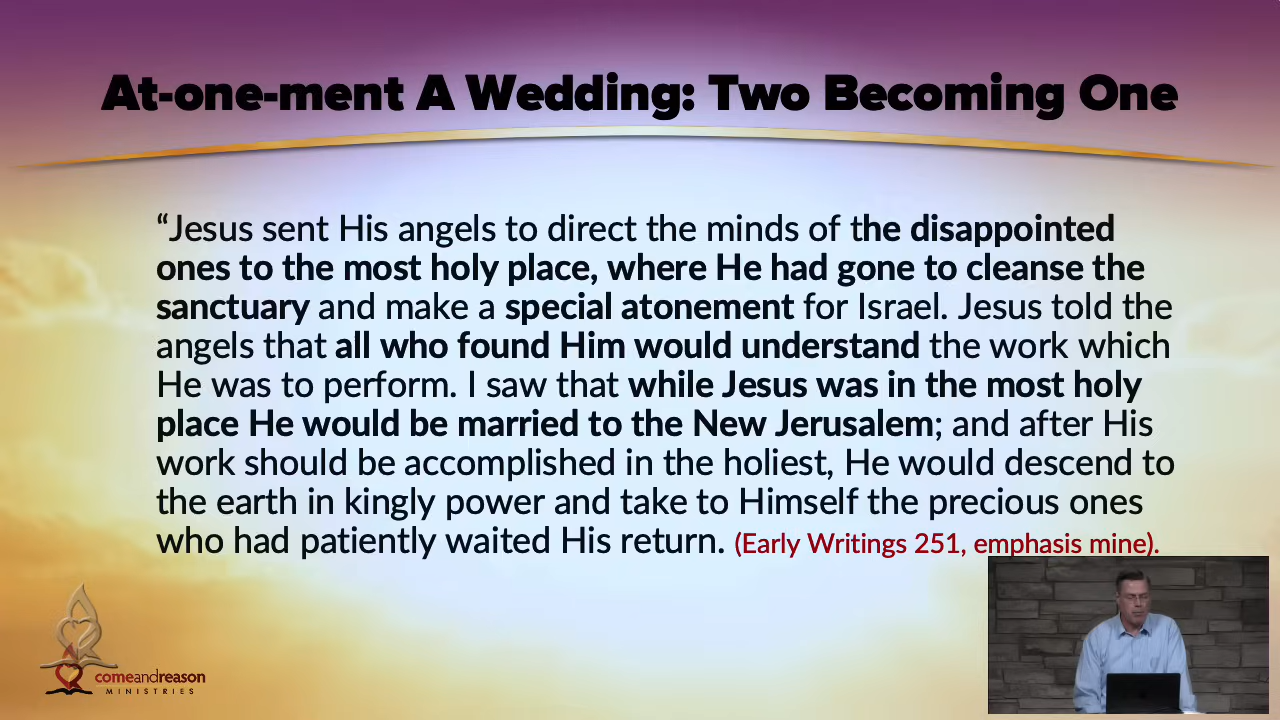 At-one-ment A Wedding: Two Becoming One
“Jesus sent His angels to direct the minds of the disappointed
ones to the most holy place, where He had gone to cleanse the
sanctuary and make a special atonement for Israel. Jesus told the
angels that all who found Him would understand the work which
He was to perform. I saw that while Jesus was in the most holy
place He would be married to the New Jerusalem; and after His
work should be accomplished in the holiest, He would descend to
the earth in kingly power and take to Himself the precious ones
who had patiently waited His return. (Early Writings 251, emphasis mine).
comeandreason
MINISTRIES